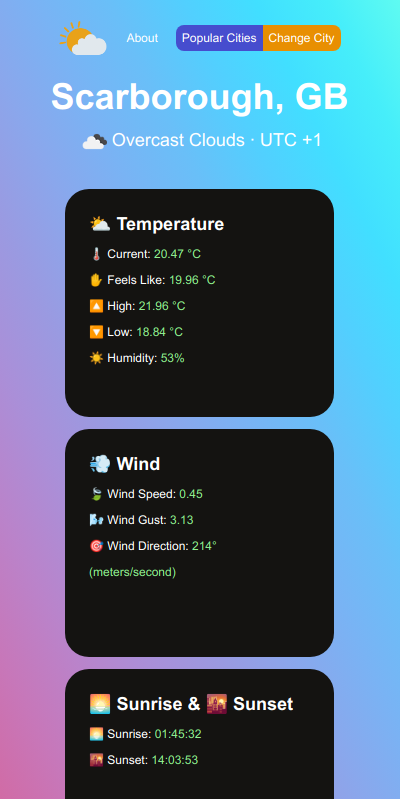 About Popular Cities Change City
Scarborough, GB
Overcast Clouds · UTC +1
Temperature
Current: 20.47 °C
Feels Like: 19.96 °C
High: 21.96 °C
Low: 18.84 °C
Humidity: 53%
Wind
Wind Speed: 0.45
Wind Gust: 3.13
Wind Direction: 214°
(meters/second)
Sunrise & Sunset
Sunrise: 01:45:32
Sunset: 14:03:53